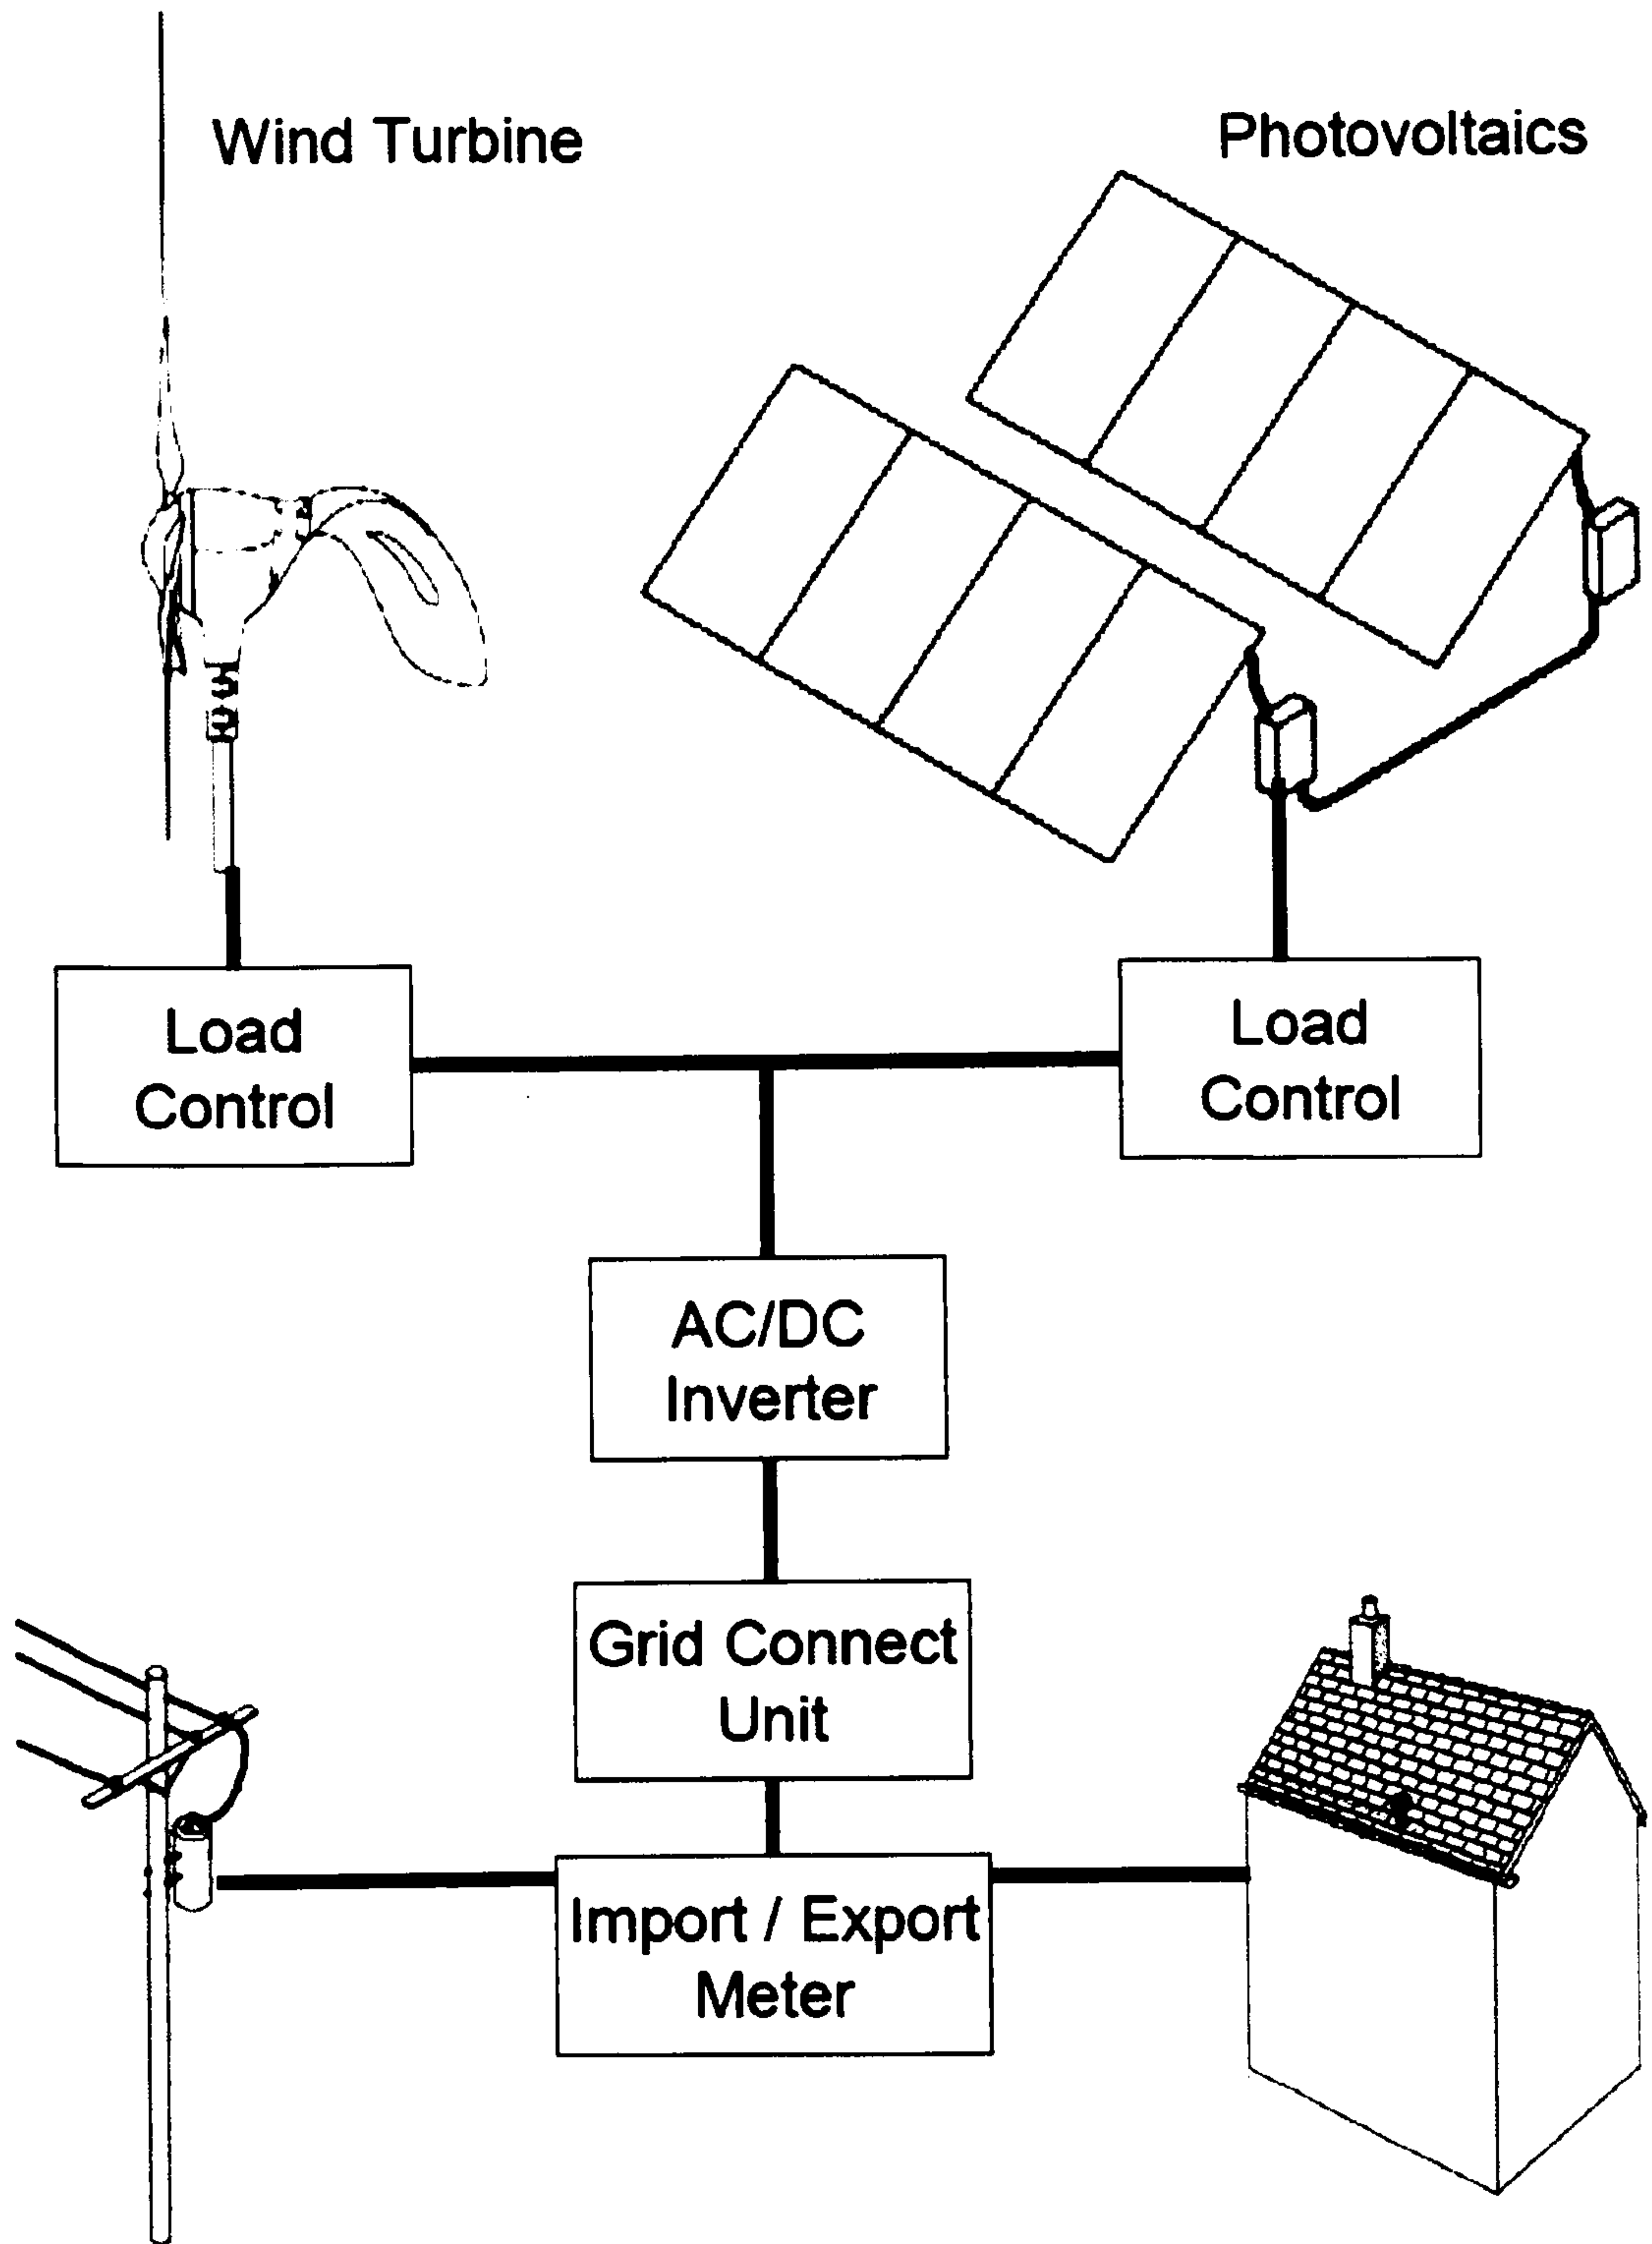 Wind Turbine
Photovoltaics
Load
Control
Load
Control
AC/DC
Inverter
Grid Connect
Unit
Import / Export
Meter